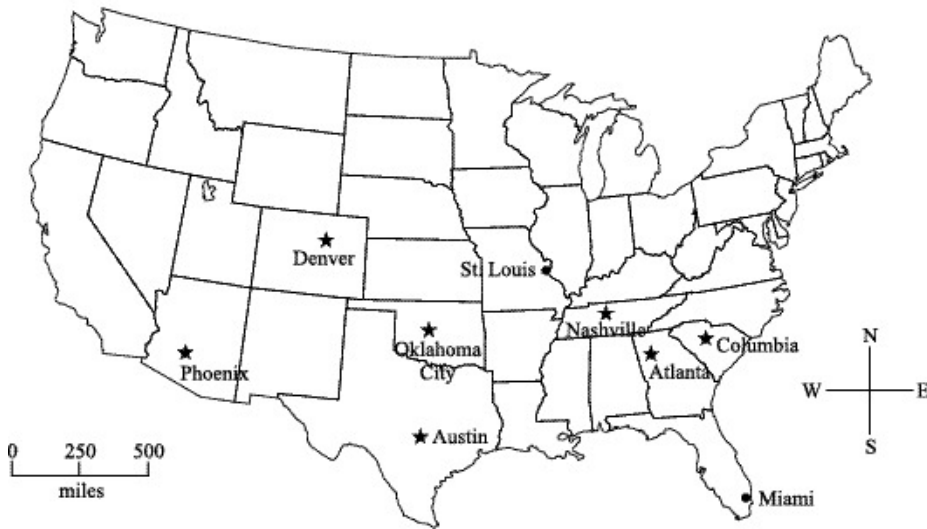 Denver
St. Louis
Nashville
Columbia
Oklahoma
City
Phoenix
Atlanta
Austin
Miami
N
W E
S
0 250 500
miles